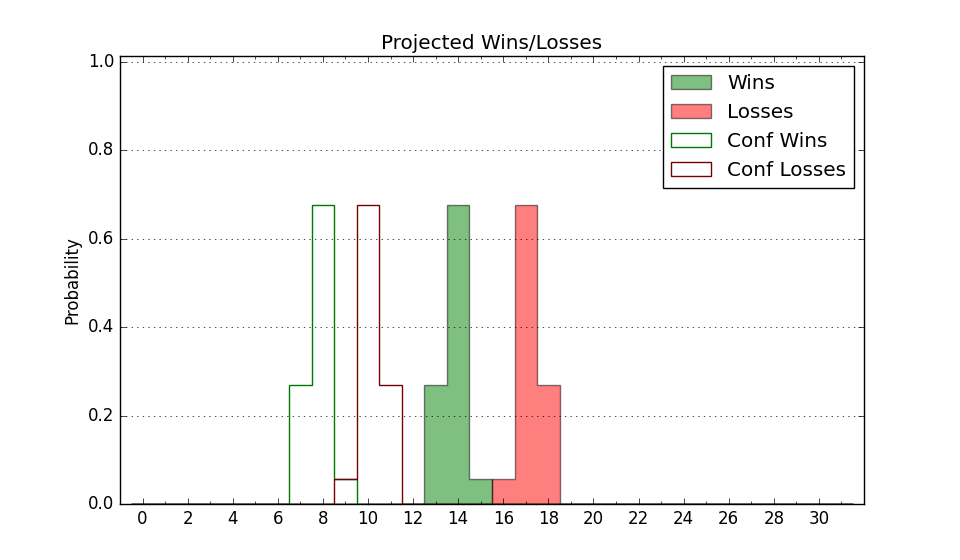 Projected Wins/Losses
Wins
Losses
Conf Wins
Conf Losses
Probability
1.0
0.8
0.6
0.4
0.2
0.0
0 2 4 6 8 10 12 14 16 18 20 22 24 26 28 30